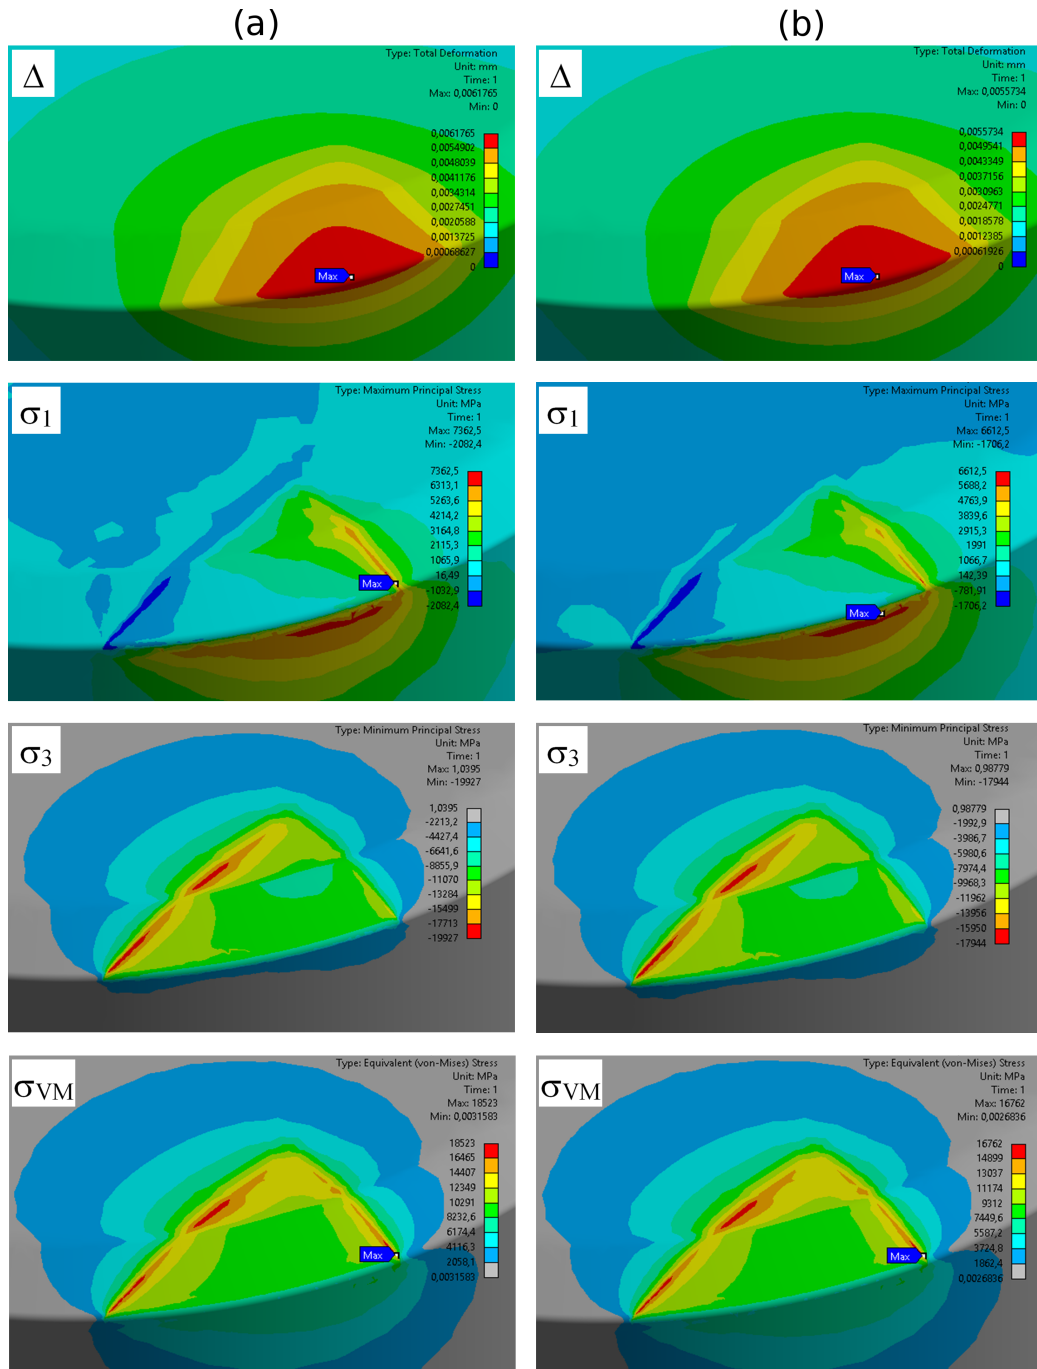 (a)
(b)
Δ
Type: Total Deformation
Unit: mm
Time: 1
Max: 0,0061765
Min: 0
0,0061765
0,0054902
0,0048039
0,0041176
0,0034314
0,0027451
0,0020588
0,0013725
0,00068627
0
Max
Δ
Type: Total Deformation
Unit: mm
Time: 1
Max: 0,0055734
Min: 0
0,0055734
0,0049541
0,0043349
0,0037156
0,0030963
0,0024771
0,0018578
0,0012385
0,00061926
0
Max
σ1
Type: Maximum Principal Stress
Unit: MPa
Time: 1
Max: 7362,5
Min: -2082,4
7362,5
6313,1
5263,6
4214,2
3164,8
2115,3
1065,9
16,49
-1032,9
-2082,4
Max
σ1
Type: Maximum Principal Stress
Unit: MPa
Time: 1
Max: 6612,5
Min: -1706,2
6612,5
5688,2
4763,9
3839,6
2915,3
1991
1066,7
142,39
-781,91
-1706,2
Max
σ3
Type: Minimum Principal Stress
Unit: MPa
Time: 1
Max: 1,0395
Min: -19927
1,0395
-2213,2
-4427,4
-6641,6
-8855,9
-11070
-13284
-15499
-17713
-19927
σ3
Type: Minimum Principal Stress
Unit: MPa
Time: 1
Max: 0,98779
Min: -17944
0,98779
-1992,9
-3986,7
-5980,6
-7974,4
-9968,3
-11962
-13956
-15950
-17944
σVM
Type: Equivalent (von-Mises) Stress
Unit: MPa
Time: 1
Max: 18523
Min: 0,0031583
18523
16465
14407
12349
10291
8232,6
6174,4
4116,3
2058,1
0,0031583
Max
σVM
Type: Equivalent (von-Mises) Stress
Unit: MPa
Time: 1
Max: 16762
Min: 0,0026836
16762
14899
13037
11174
9312
7449,6
5587,2
3724,8
1862,4
0,0026836
Max